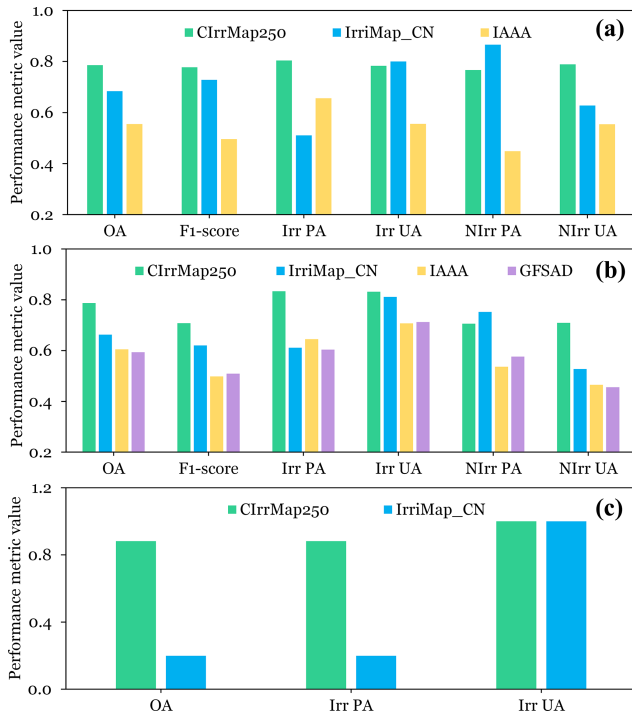 CIrrMap250 IrriMap_CN IAAA (a)
Performance metric value
1.0
0.8
0.6
0.4
0.2
OA F1-score Irr PA Irr UA NIrr PA NIrr UA
CIrrMap250 IrriMap_CN IAAA GFSAD (b)
Performance metric value
1.0
0.8
0.6
0.4
0.2
OA F1-score Irr PA Irr UA NIrr PA NIrr UA
CIrrMap250 IrriMap_CN (c)
Performance metric value
1.2
0.8
0.4
0.0
OA Irr PA Irr UA